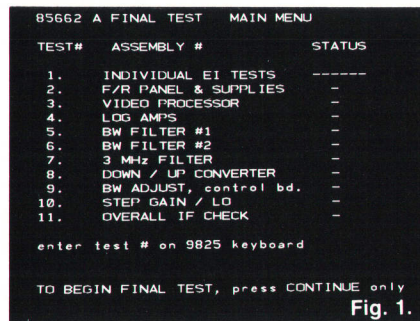 85662 A FINAL TEST MAIN MENU
TEST# ASSEMBLY # STATUS
1. INDIVIDUAL EI TESTS ------
2. F/R PANEL & SUPPLIES -
3. VIDEO PROCESSOR -
4. LOG AMPS -
5. BW FILTER #1 -
6. BW FILTER #2 -
7. 3 MHz FILTER -
8. DOWN / UP CONVERTER -
9. BW ADJUST, control bd. -
10. STEP GAIN / LO -
11. OVERALL IF CHECK -
enter test # on 9825 keyboard
TO BEGIN FINAL TEST, press CONTINUE only
Fig. 1.